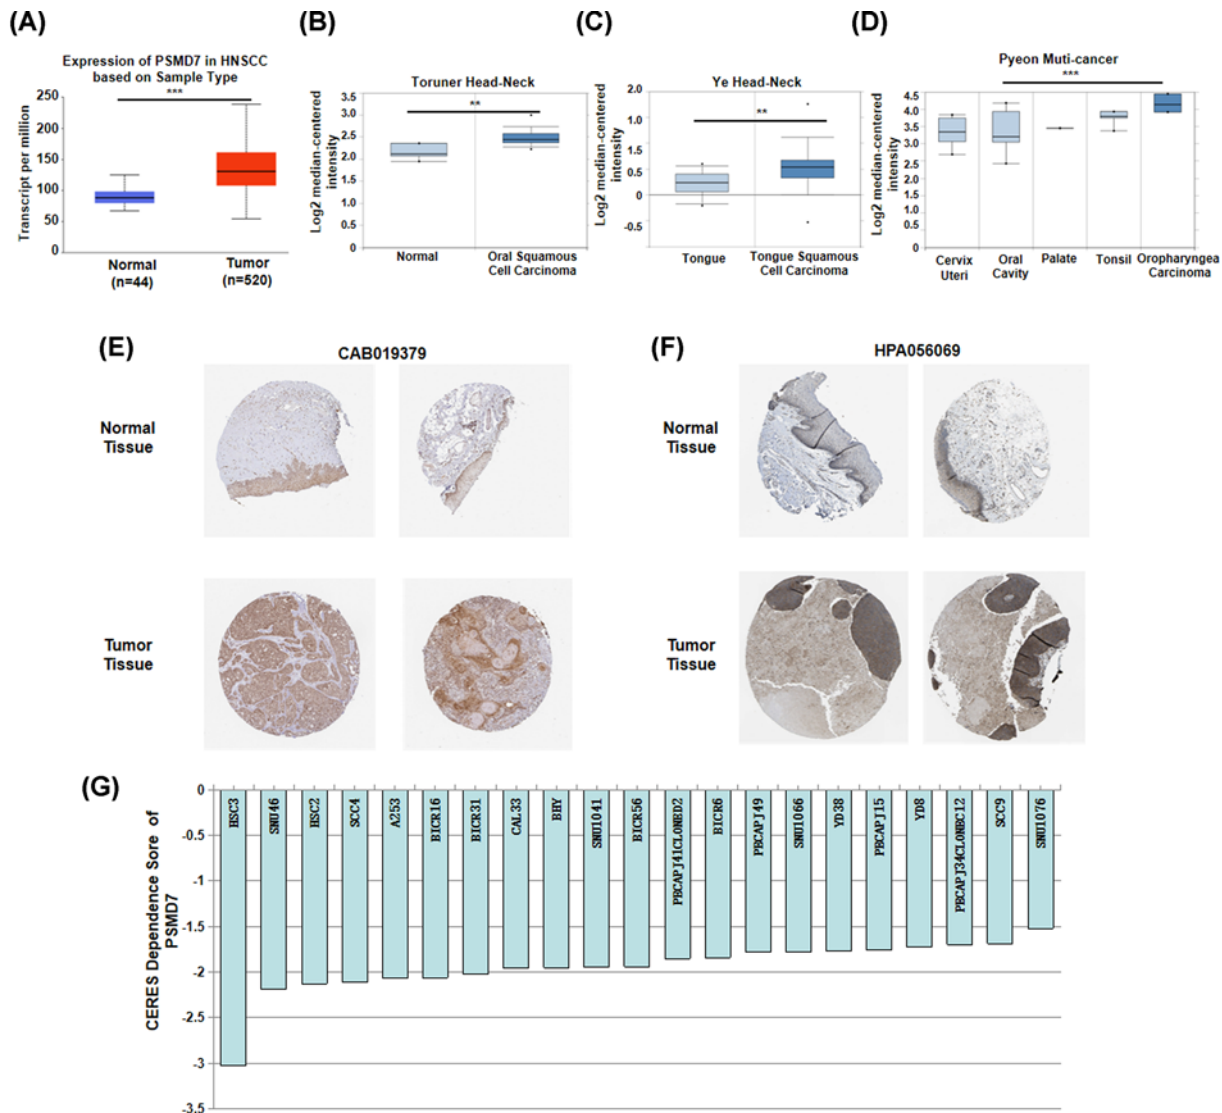 (A)
Expression of PSMD7 in HNSCC
based on Sample Type
***
Transcript per million
250
200
150
100
50
0
Normal
(n=44)
Tumor
(n=520)
(B)
Toruner Head-Neck
**
Log2 median-centered
intensity
3.5
3.0
2.5
2.0
1.5
1.0
0.5
0
Normal
Oral Squamous
Cell Carcinoma
(C)
Ye Head-Neck
**
Log2 median-centered
intensity
2.0
1.0
0.5
0
-0.5
Tongue
Tongue Squamous
Cell Carcinoma
(D)
Pyeon Muti-cancer
***
Log2 median-centered
intensity
4.5
4.0
3.5
3.0
2.5
2.0
1.5
1.0
0
Cervix
Uteri
Oral
Cavity
Palate
Tonsil
Oropharyngea
Carcinoma
(E)
CAB019379
Normal
Tissue
Tumor
Tissue
(F)
HPA056069
Normal
Tissue
Tumor
Tissue
(G)
CERES Dependence Sore of
PSMD7
0
-0.5
-1
-1.5
-2
-2.5
-3
-3.5
HSC3
SNU46
HSC2
SCC4
A253
BICR16
BICR31
CAL33
BHY
SNU1041
BICR56
PECAPJ41CLONED2
BICR6
PECAPJ49
SNU1066
YD38
PECAPJ15
YD8
PECAPJ34CLONEC12
SCC9
SNU1076